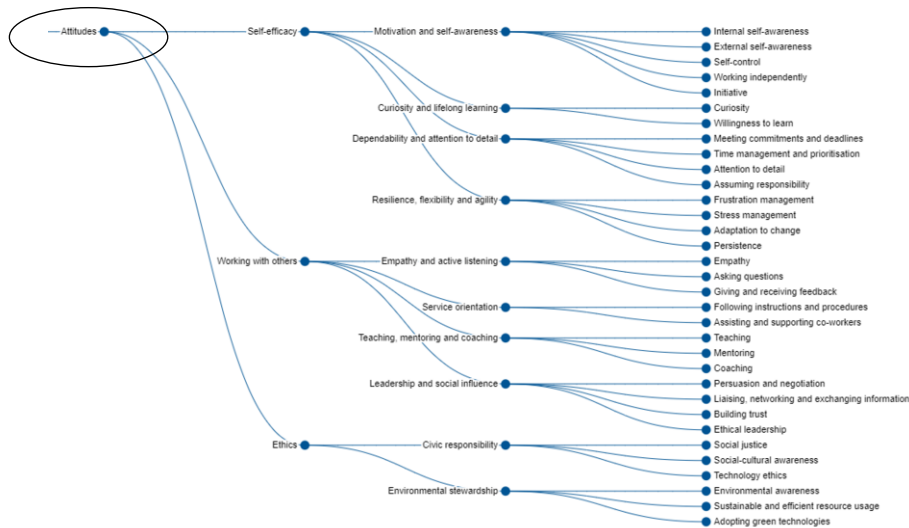 Attitudes
Self-efficacy
Motivation and self-awareness
Internal self-awareness
External self-awareness
Self-control
Working independently
Initiative
Curiosity and lifelong learning
Curiosity
Willingness to learn
Dependability and attention to detail
Meeting commitments and deadlines
Time management and prioritisation
Attention to detail
Assuming responsibility
Resilience, flexibility and agility
Frustration management
Stress management
Adaptation to change
Persistence
Working with others
Empathy and active listening
Empathy
Asking questions
Giving and receiving feedback
Service orientation
Following instructions and procedures
Assisting and supporting co-workers
Teaching, mentoring and coaching
Teaching
Mentoring
Coaching
Leadership and social influence
Persuasion and negotiation
Liaising, networking and exchanging information
Building trust
Ethical leadership
Ethics
Civic responsibility
Social justice
Social-cultural awareness
Technology ethics
Environmental stewardship
Environmental awareness
Sustainable and efficient resource usage
Adopting green technologies